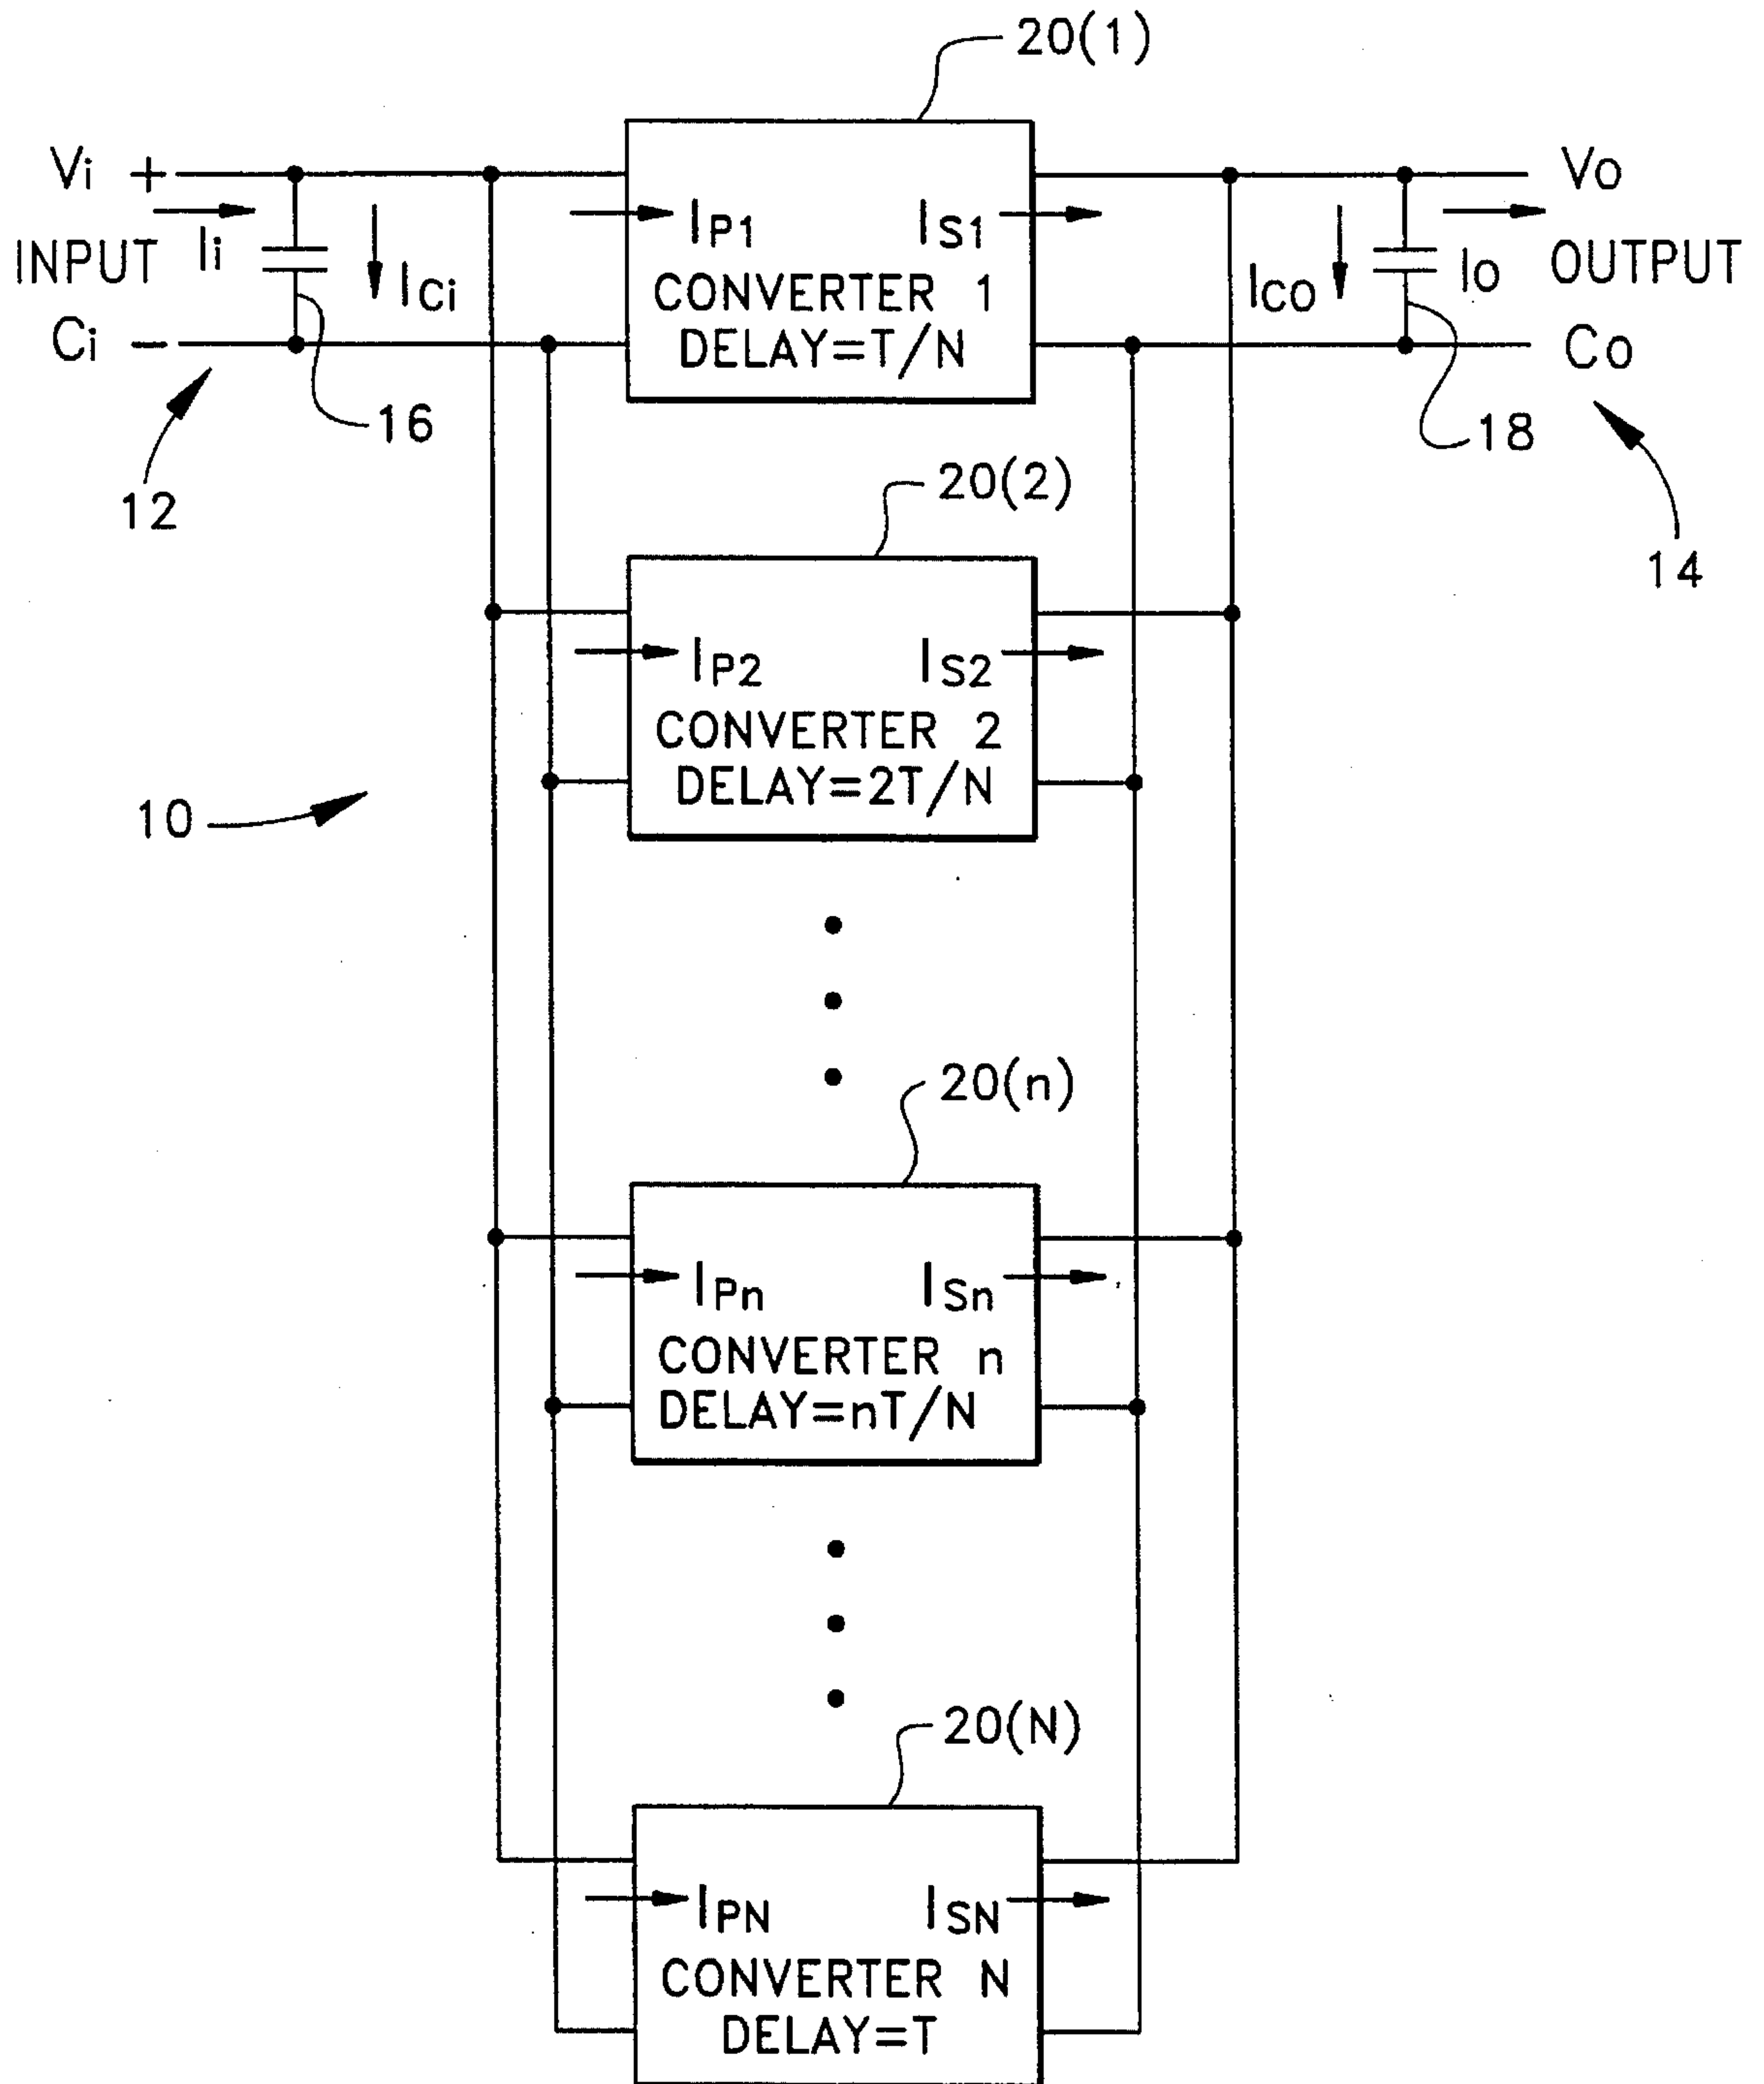 20(1)
Vi +
INPUT
Ii
ICi
Ci −
16
12
IP1 IS1
CONVERTER 1
DELAY=T/N
Vo
OUTPUT
ICO
Io
Co
18
14
20(2)
IP2 IS2
CONVERTER 2
DELAY=2T/N
10
20(n)
IPn ISn
CONVERTER n
DELAY=nT/N
20(N)
IPN ISN
CONVERTER N
DELAY=T